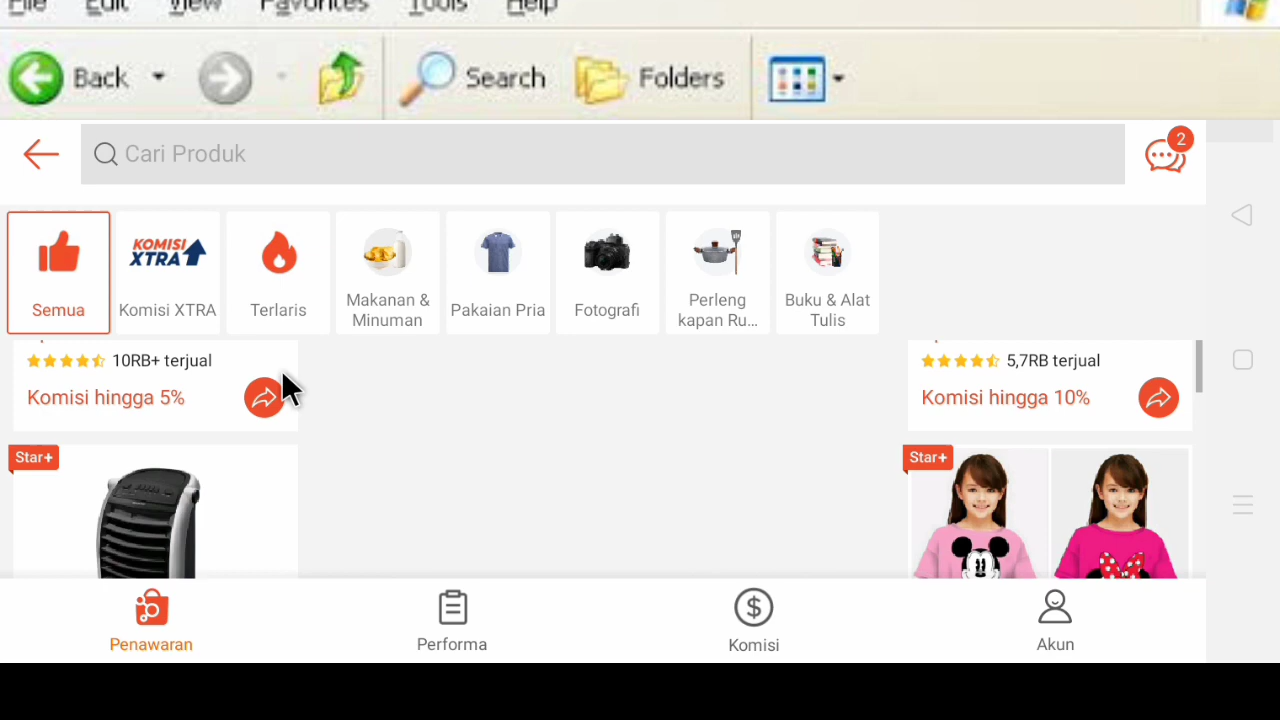 File Edit View Favorites Tools Help
Back Search Folders
Cari Produk
2
KOMISI
XTRA
Semua
Komisi XTRA
Terlaris
Makanan &
Minuman
Pakaian Pria
Fotografi
Perleng
kapan Ru...
Buku & Alat
Tulis
10RB+ terjual
Komisi hingga 5%
5,7RB terjual
Komisi hingga 10%
Star+
Star+
Penawaran
Performa
Komisi
Akun